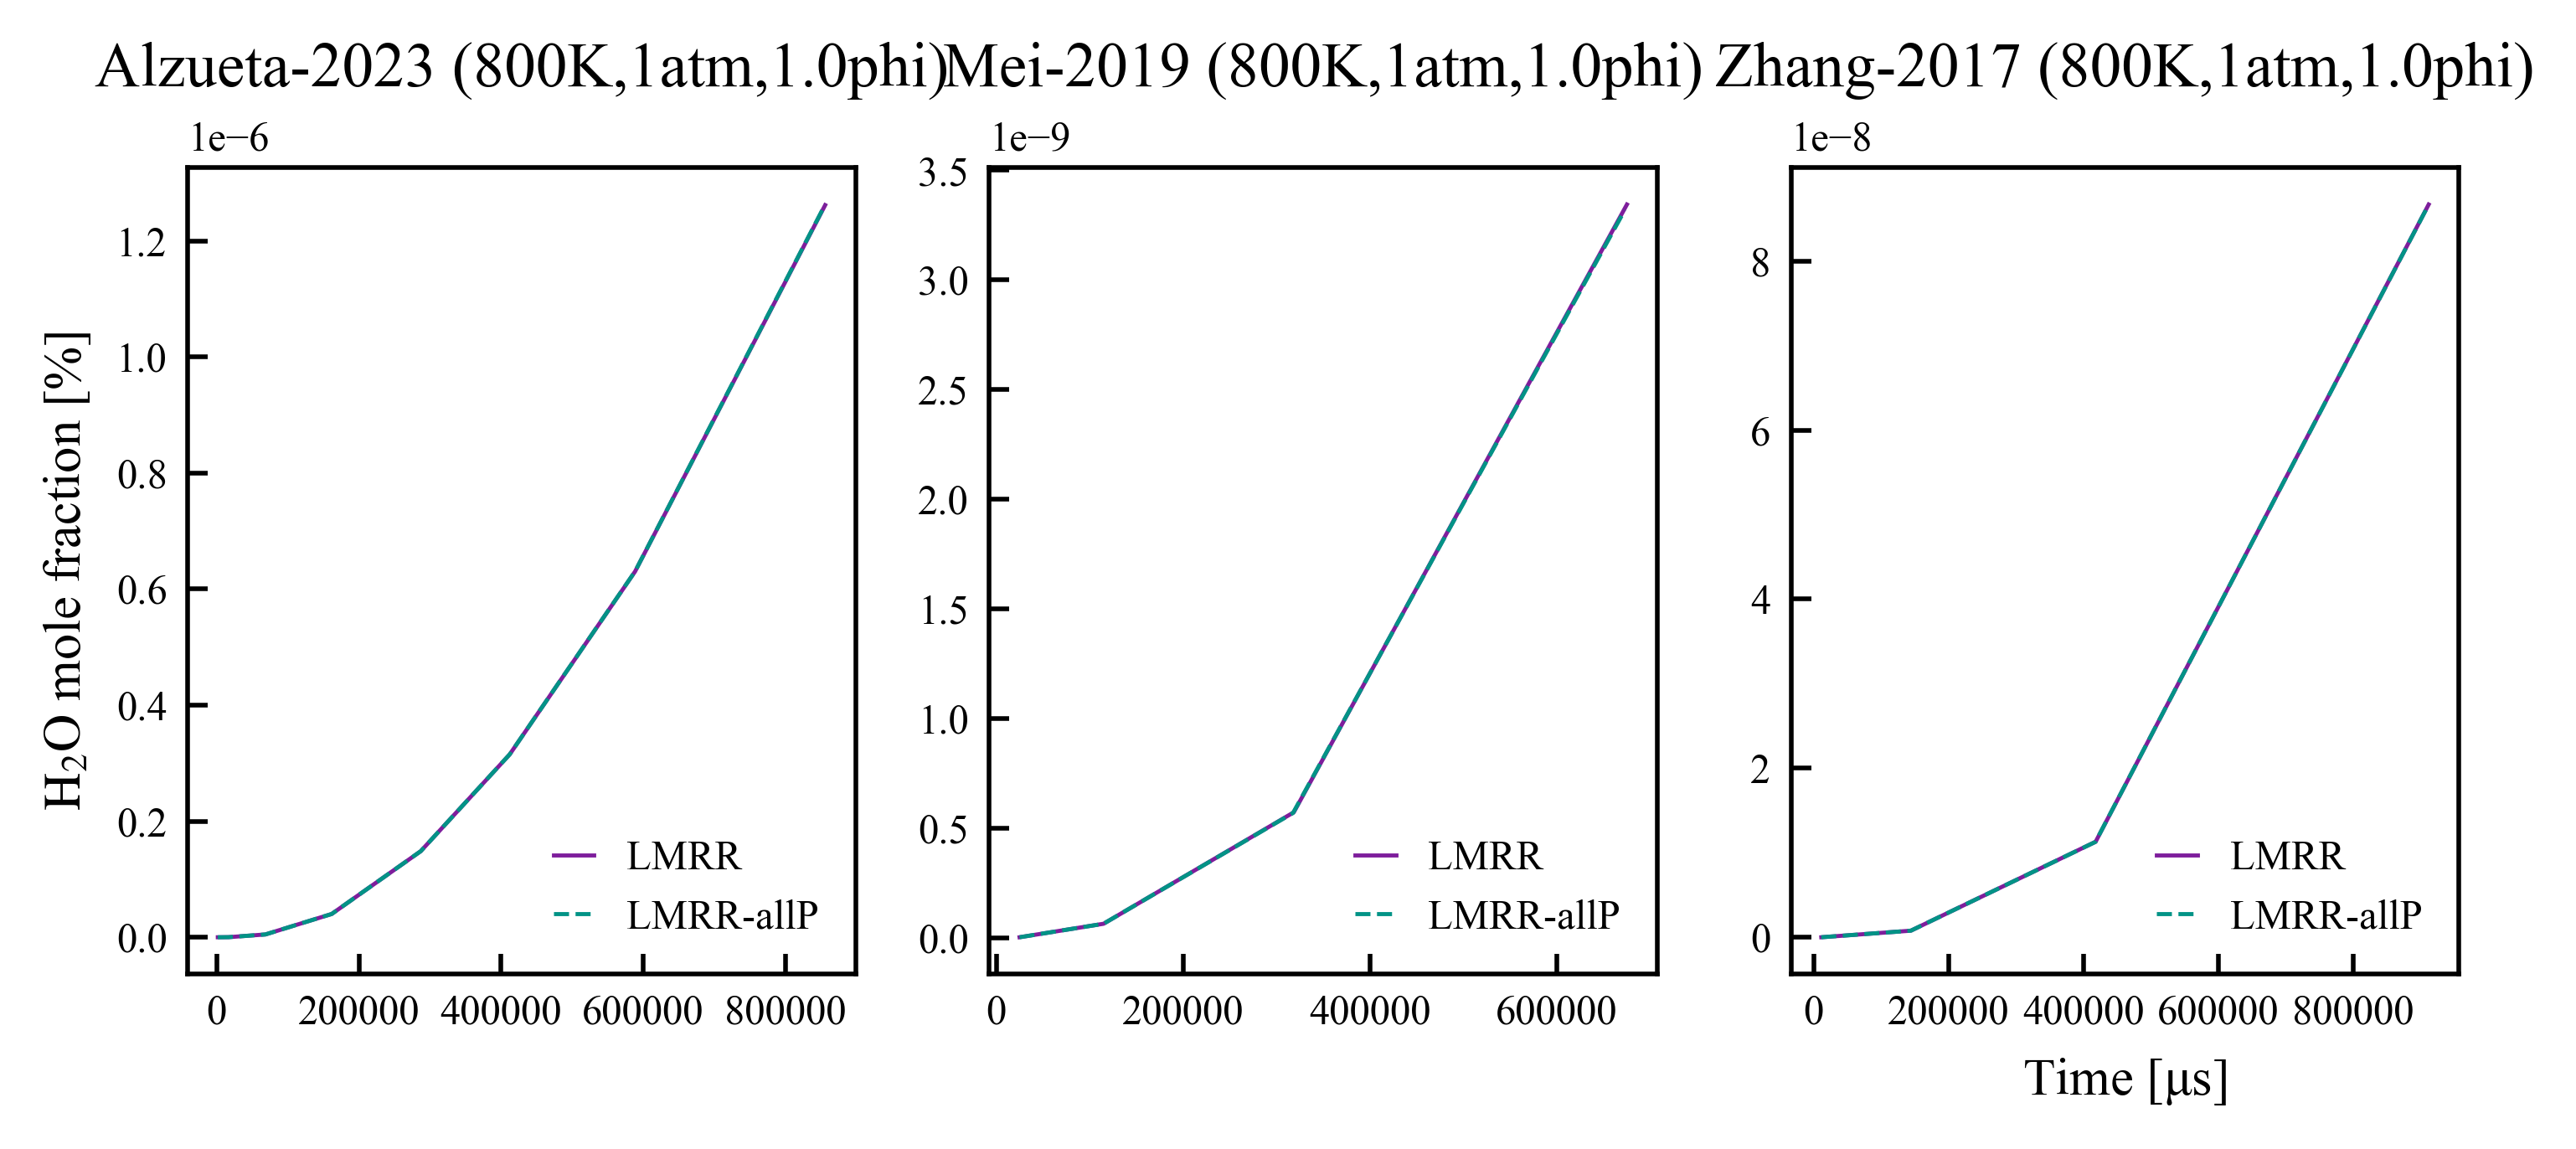 Alzueta-2023 (800K,1atm,1.0phi)
Mei-2019 (800K,1atm,1.0phi)
Zhang-2017 (800K,1atm,1.0phi)
H₂O mole fraction [%]
1e−6
1.2
1.0
0.8
0.6
0.4
0.2
0.0
0 200000 400000 600000 800000
LMRR
LMRR-allP
1e−9
3.5
3.0
2.5
2.0
1.5
1.0
0.5
0.0
0 200000 400000 600000
LMRR
LMRR-allP
1e−8
8
6
4
2
0
0 200000 400000 600000 800000
LMRR
LMRR-allP
Time [μs]